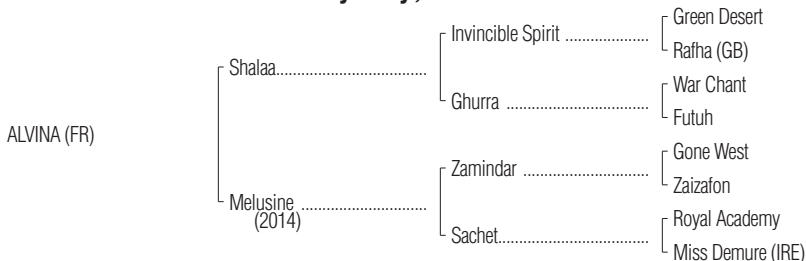 Green Desert
Invincible Spirit ..................
Rafha (GB)
Shalaa..................................
War Chant
Ghurra ...............................
Futuh
ALVINA (FR)
Gone West
Zamindar ...........................
Zaizafon
Melusine ............................
(2014)
Royal Academy
Sachet.................................
Miss Demure (IRE)